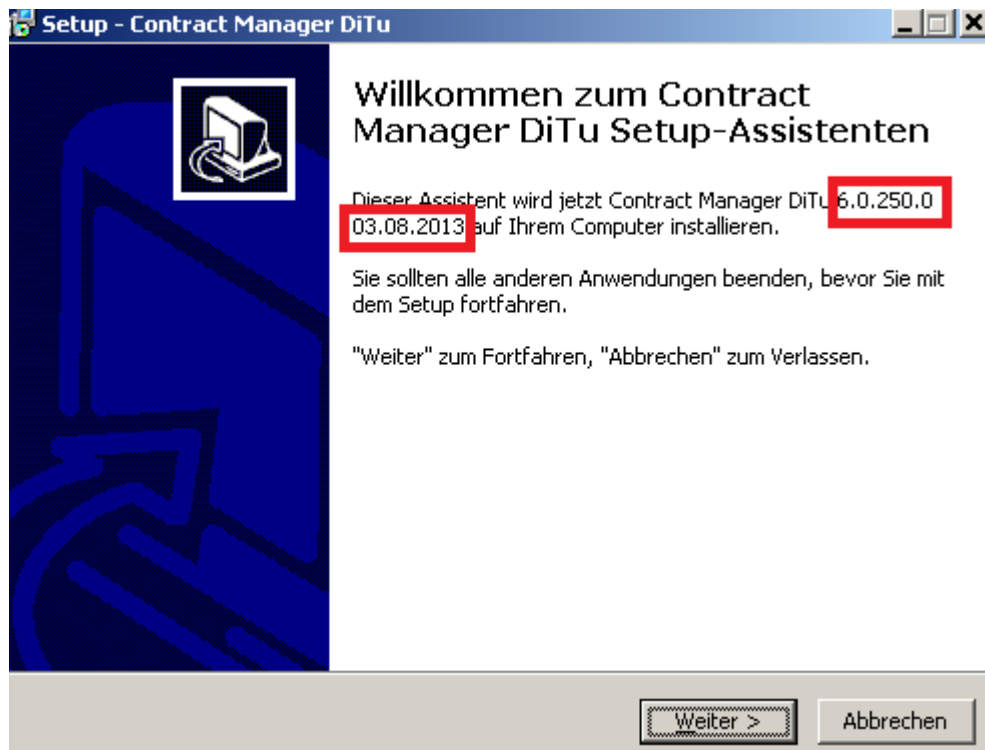 Setup - Contract Manager DiTu
Willkommen zum Contract
Manager DiTu Setup-Assistenten
Dieser Assistent wird jetzt Contract Manager DiTu 6.0.250.0
03.08.2013 auf Ihrem Computer installieren.
Sie sollten alle anderen Anwendungen beenden, bevor Sie mit
dem Setup fortfahren.
"Weiter" zum Fortfahren, "Abbrechen" zum Verlassen.
Weiter >
Abbrechen